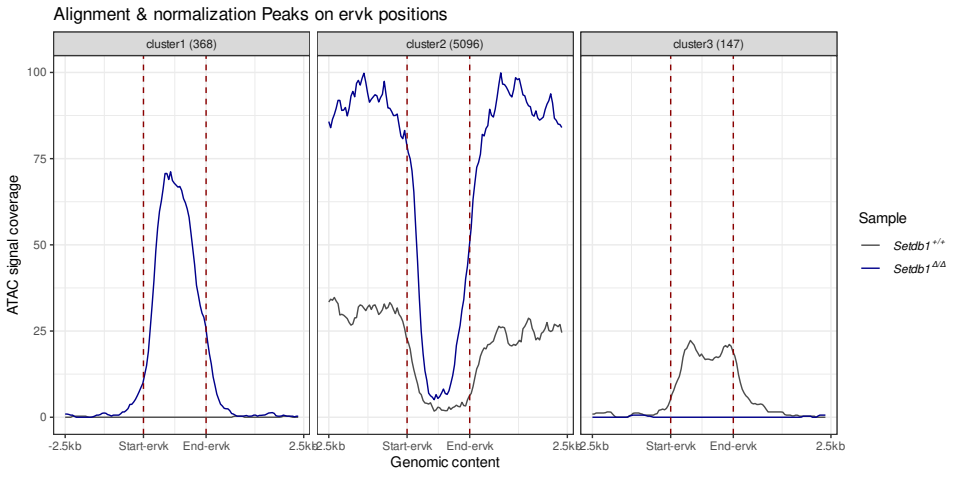 Alignment & normalization Peaks on ervk positions
cluster1 (368)
cluster2 (5096)
cluster3 (147)
100
75
50
25
0
ATAC signal coverage
-2.5kb
Start-ervk
End-ervk
2.5kb
-2.5kb
Start-ervk
End-ervk
2.5kb
-2.5kb
Start-ervk
End-ervk
2.5kb
Genomic content
Sample
Setdb1+/+
Setdb1Δ/Δ